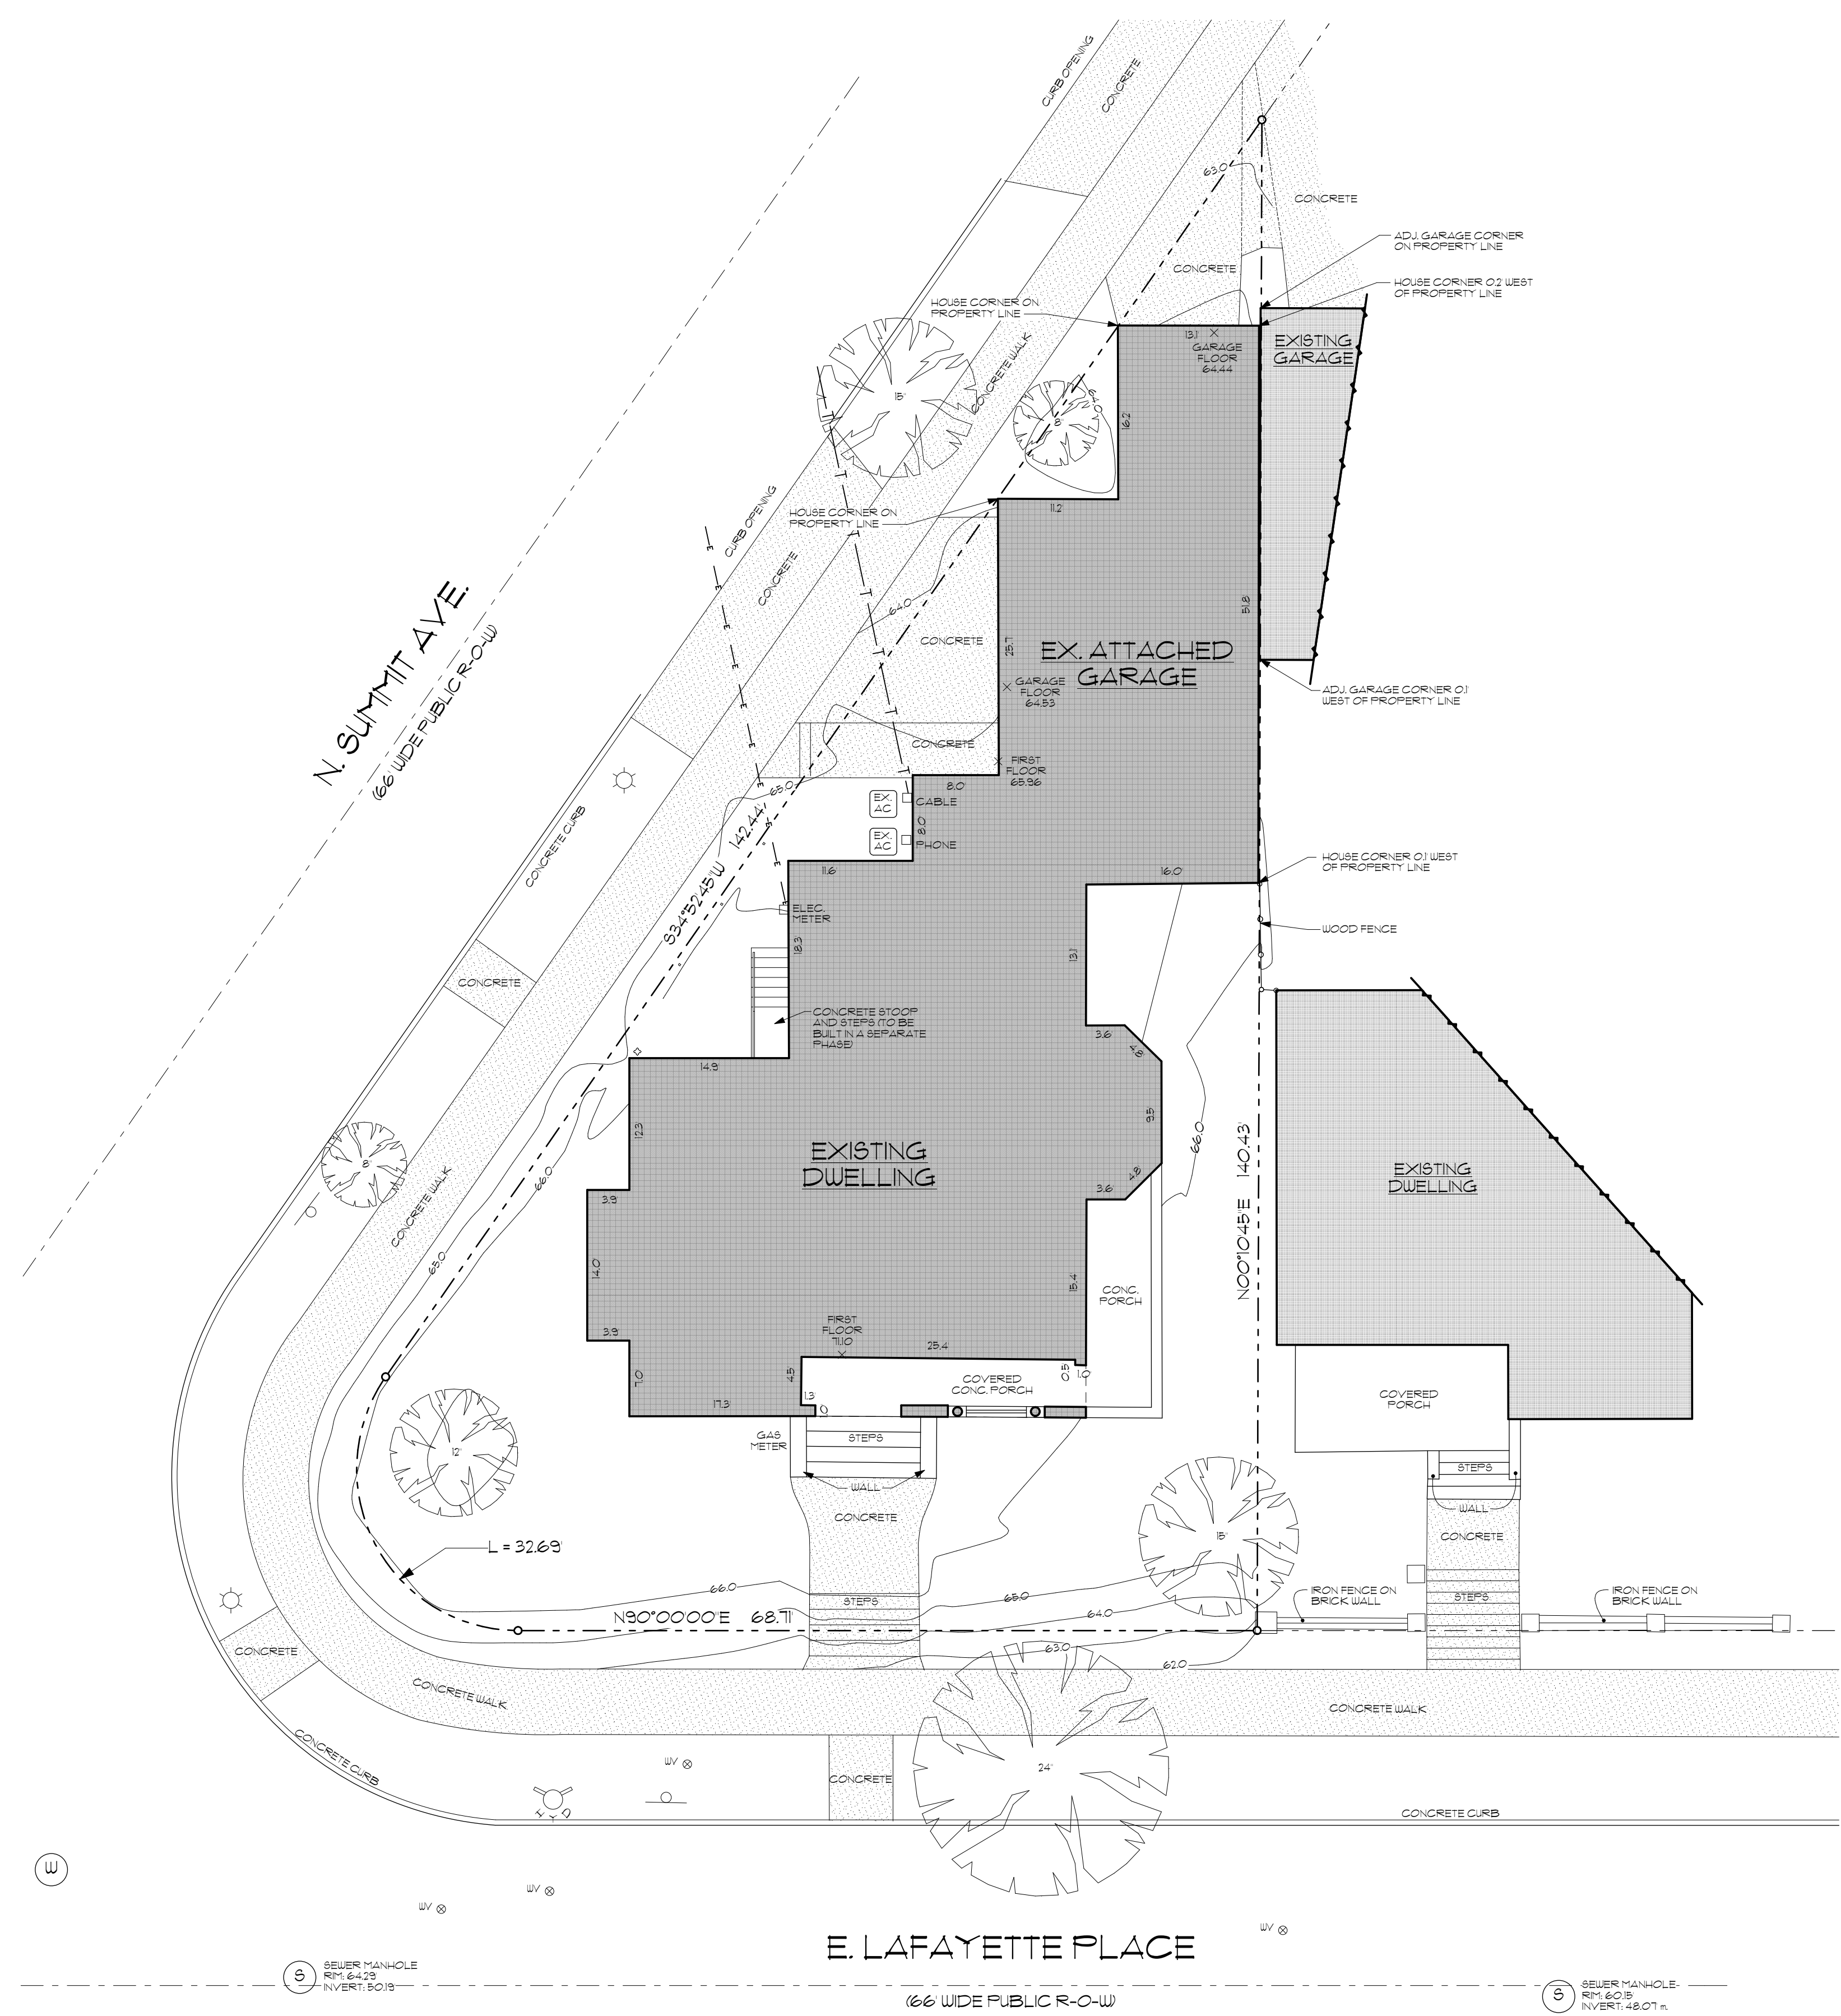 CURB OPENING
CONCRETE
63.0
CONCRETE
ADJ. GARAGE CORNER
ON PROPERTY LINE
CONCRETE
HOUSE CORNER 0.2' WEST
OF PROPERTY LINE
HOUSE CORNER ON
PROPERTY LINE
13.1'
GARAGE
FLOOR
64.44
EXISTING
GARAGE
CONCRETE WALK
15"
8"
64.0
16.2'
CURB OPENING
HOUSE CORNER ON
PROPERTY LINE
11.2'
CONCRETE
T
T
T
T
T
E
E
E
E
E
E
E
E
64.0
CONCRETE
25.7'
51.8'
EX. ATTACHED
GARAGE
GARAGE
FLOOR
64.53
ADJ. GARAGE CORNER 0.1'
WEST OF PROPERTY LINE
N. SUMMIT AVE.
(66' WIDE PUBLIC R-O-W)
CONCRETE
FIRST
FLOOR
65.96
65.0
8.0'
EX.
AC
CABLE
8.0'
EX.
AC
PHONE
S34°52'45"W 142.44'
CONCRETE CURB
11.6'
16.0'
HOUSE CORNER 0.1' WEST
OF PROPERTY LINE
ELEC.
METER
WOOD FENCE
18.3'
13.1'
CONCRETE
CONCRETE STOOP
AND STEPS (TO BE
BUILT IN A SEPARATE
PHASE)
3.6'
4.8'
14.9'
12.3'
9.5'
66.0
N00°10'45"E 140.43'
EXISTING
DWELLING
EXISTING
DWELLING
8"
66.0
CONCRETE WALK
4.8'
3.6'
3.9'
65.0
14.0'
15.4'
CONC.
PORCH
3.9'
FIRST
FLOOR
71.10
25.4'
7.0'
4.5'
0.5'
1.0'
COVERED
CONC. PORCH
COVERED
PORCH
17.3'
1.3'
12"
GAS
METER
STEPS
WALL
STEPS
WALL
CONCRETE
CONCRETE
15"
L = 32.69'
66.0
STEPS
65.0
64.0
63.0
62.0
N90°00'00"E 68.71'
IRON FENCE ON
BRICK WALL
STEPS
IRON FENCE ON
BRICK WALL
CONCRETE
CONCRETE WALK
CONCRETE WALK
CONCRETE CURB
WV
24"
CONCRETE
HYD
CONCRETE CURB
W
WV
WV
WV
E. LAFAYETTE PLACE
S
SEWER MANHOLE
RIM: 64.29
INVERT: 50.19
(66' WIDE PUBLIC R-O-W)
S
SEWER MANHOLE
RIM: 60.15'
INVERT: 48.07 m.